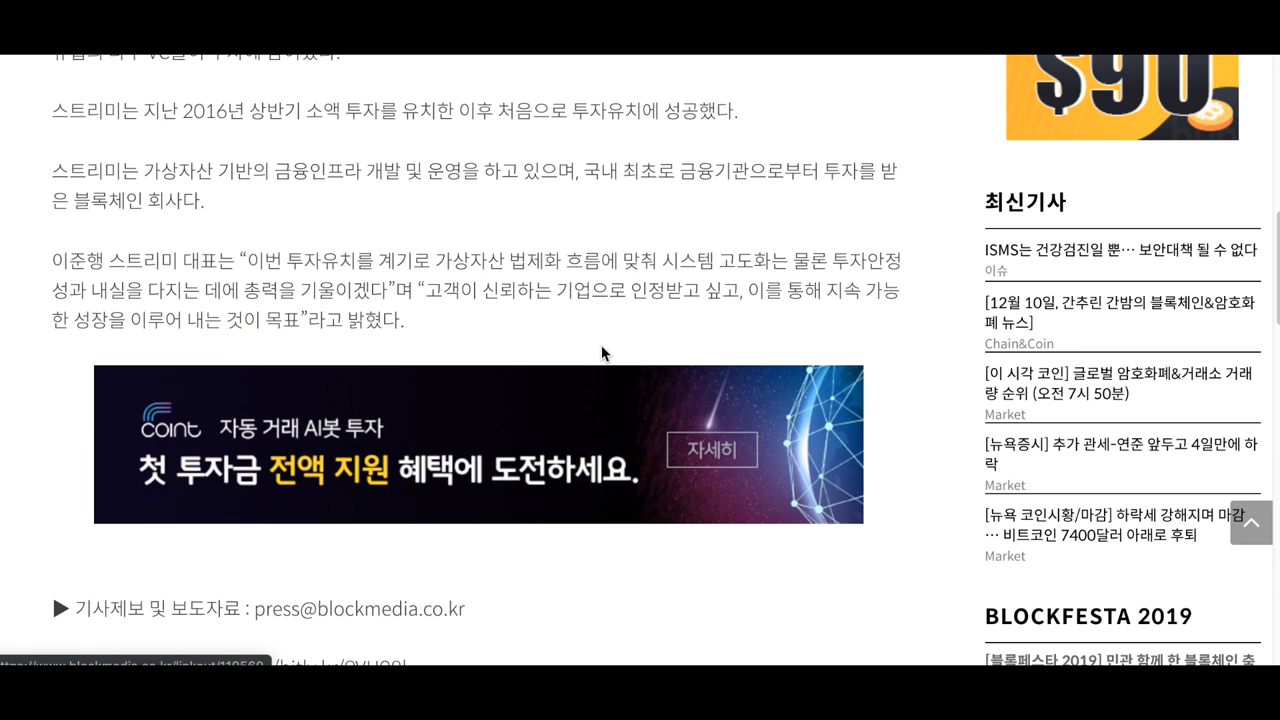 스트리미는 지난 2016년 상반기 소액 투자를 유치한 이후 처음으로 투자유치에 성공했다.
스트리미는 가상자산 기반의 금융인프라 개발 및 운영을 하고 있으며, 국내 최초로 금융기관으로부터 투자를 받
은 블록체인 회사다.
이준행 스트리미 대표는 “이번 투자유치를 계기로 가상자산 법제화 흐름에 맞춰 시스템 고도화는 물론 투자안정
성과 내실을 다지는 데에 총력을 기울이겠다”며 “고객이 신뢰하는 기업으로 인정받고 싶고, 이를 통해 지속 가능
한 성장을 이루어 내는 것이 목표”라고 밝혔다.
coint 자동 거래 AI봇 투자
첫 투자금 전액 지원 혜택에 도전하세요.
자세히
▶ 기사제보 및 보도자료 : press@blockmedia.co.kr
$90
최신기사
ISMS는 건강검진일 뿐… 보안대책 될 수 없다
이슈
[12월 10일, 간추린 간밤의 블록체인&암호화
폐 뉴스]
Chain&Coin
[이 시각 코인] 글로벌 암호화폐&거래소 거래
량 순위 (오전 7시 50분)
Market
[뉴욕증시] 추가 관세-연준 앞두고 4일만에 하
락
Market
[뉴욕 코인시황/마감] 하락세 강해지며 마감
… 비트코인 7400달러 아래로 후퇴
Market
BLOCKFESTA 2019
[블록페스타 2019] 민관 함께 한 블록체인 축